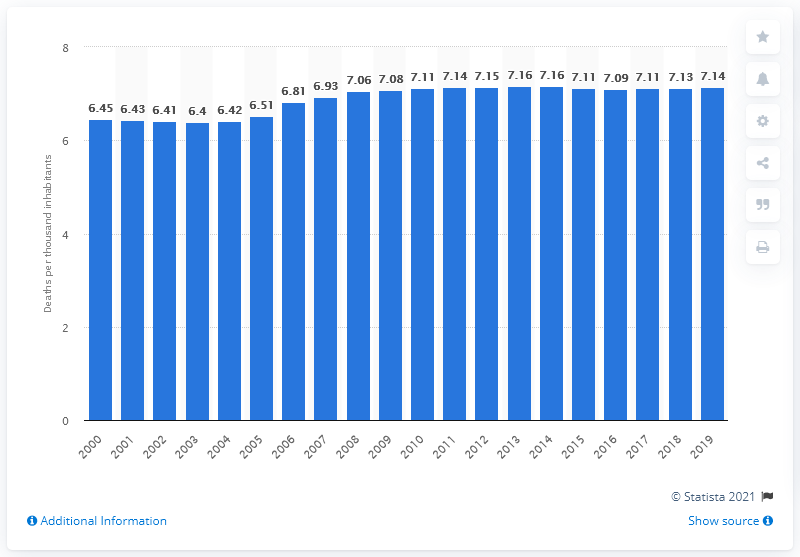 8
6
4
2
0
Deaths per thousand inhabitants
6.45 6.43 6.41 6.4 6.42 6.51 6.81 6.93 7.06 7.08 7.11 7.14 7.15 7.16 7.16 7.11 7.09 7.11 7.13 7.14
2000 2001 2002 2003 2004 2005 2006 2007 2008 2009 2010 2011 2012 2013 2014 2015 2016 2017 2018 2019
© Statista 2021
Additional Information
Show source